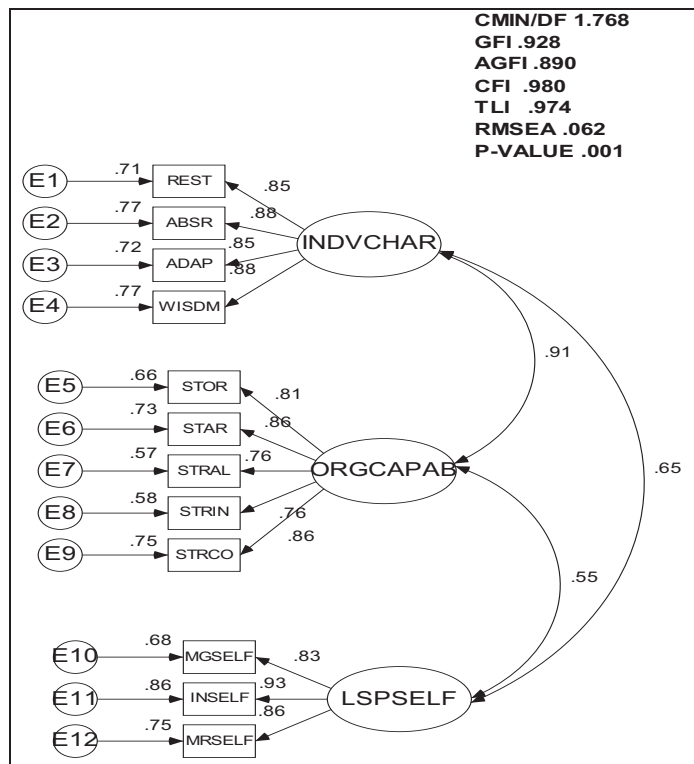 CMIN/DF 1.768
GFI .928
AGFI .890
CFI .980
TLI .974
RMSEA .062
P-VALUE .001
E1 .71 REST .85
E2 .77 ABSR .88
INDVCHAR
E3 .72 ADAP .85
E4 .77 WISDM .88
.91
E5 .66 STOR .81
E6 .73 STAR .86
E7 .57 STRAL .76 ORGCAPAB .65
E8 .58 STRIN .76
E9 .75 STRCO .86
.55
E10 .68 MGSELF .83
E11 .86 INSELF .93 LSPSELF
E12 .75 MRSELF .86